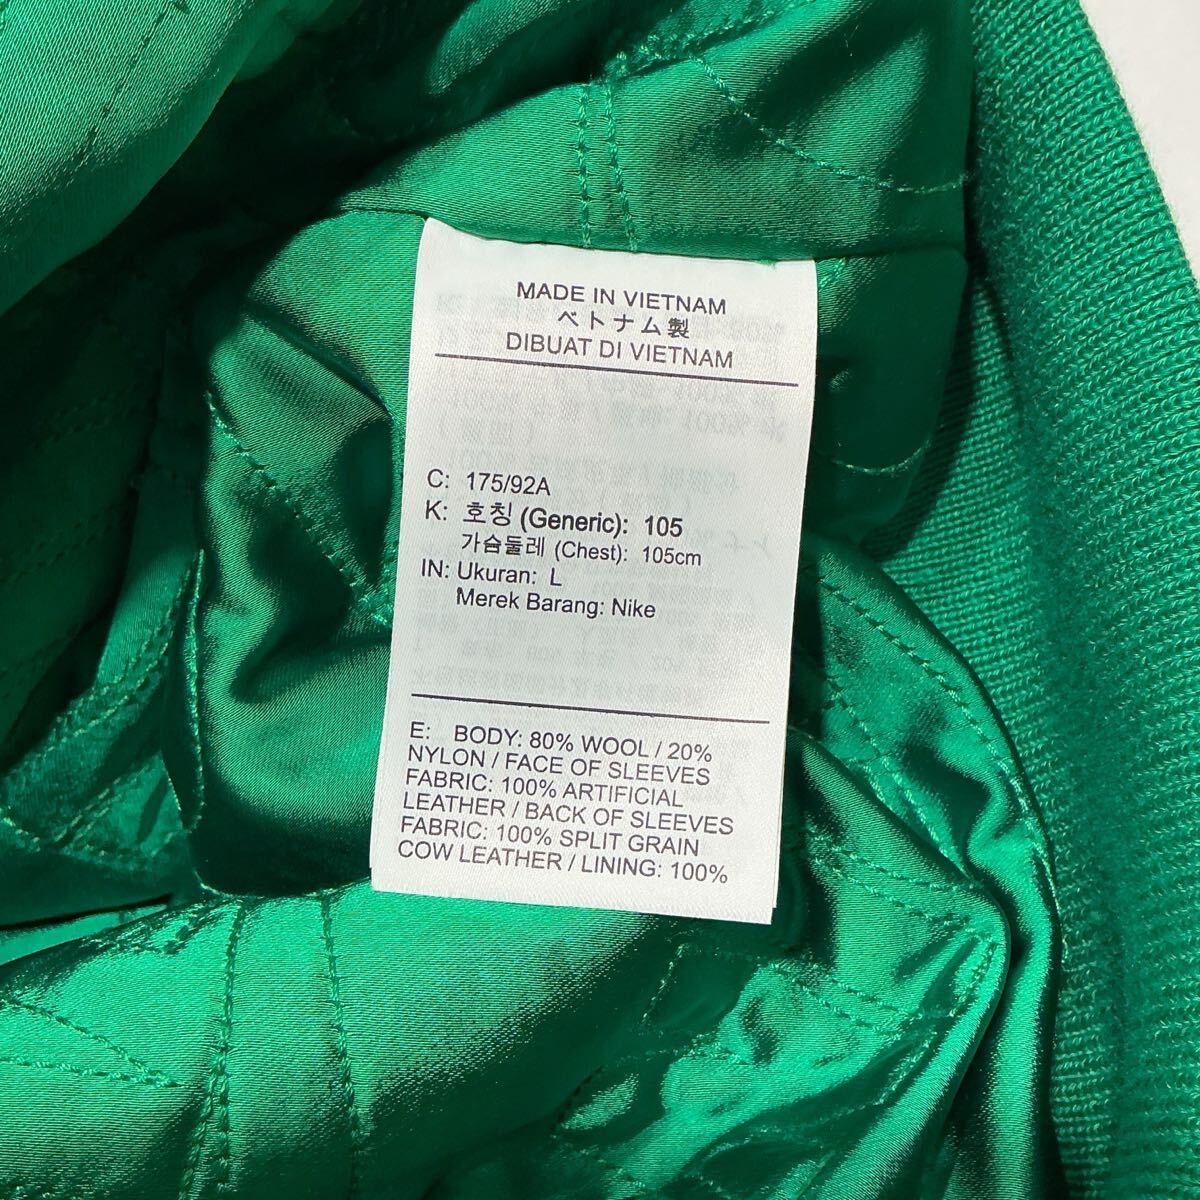 MADE IN VIETNAM
ベトナム製
DIBUAT DI VIETNAM
C: 175/92A
K: 호칭 (Generic): 105
가슴둘레 (Chest): 105cm
IN: Ukuran: L
Merek Barang: Nike
E: BODY: 80% WOOL / 20%
NYLON / FACE OF SLEEVES
FABRIC: 100% ARTIFICIAL
LEATHER / BACK OF SLEEVES
FABRIC: 100% SPLIT GRAIN
COW LEATHER / LINING: 100%